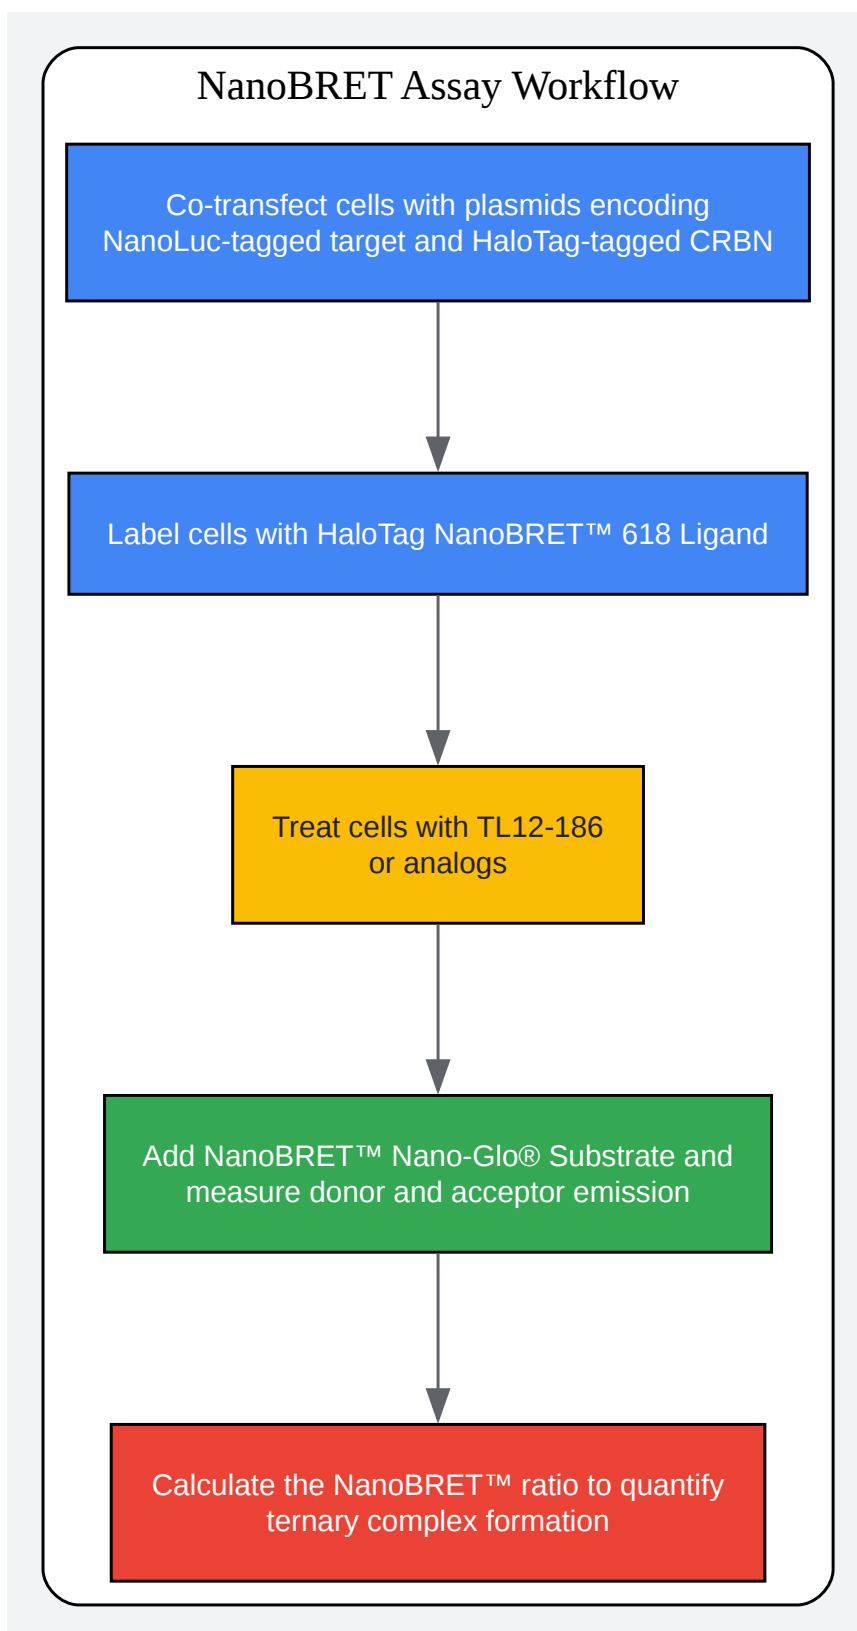 NanoBRET Assay Workflow
Co-transfect cells with plasmids encoding
NanoLuc-tagged target and HaloTag-tagged CRBN
Label cells with HaloTag NanoBRET™ 618 Ligand
Treat cells with TL12-186
or analogs
Add NanoBRET™ Nano-Glo® Substrate and
measure donor and acceptor emission
Calculate the NanoBRET™ ratio to quantify
ternary complex formation